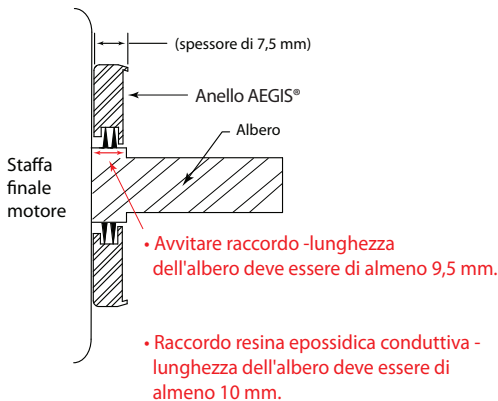 (spessore di 7,5 mm)
Anello AEGIS®
Albero
Staffa
finale
motore
• Avvitare raccordo -lunghezza
dell'albero deve essere di almeno 9,5 mm.
• Raccordo resina epossidica conduttiva -
lunghezza dell'albero deve essere di
almeno 10 mm.